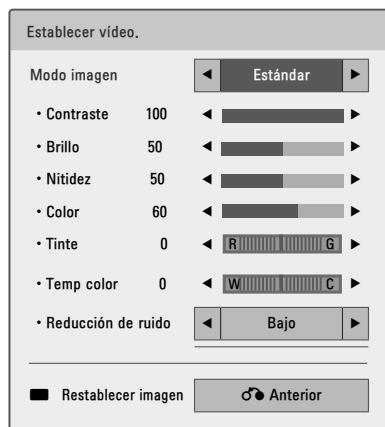 Establecer vídeo.
Modo imagen ◀ Estándar ▶
• Contraste 100 ◀ ▶
• Brillo 50 ◀ ▶
• Nitidez 50 ◀ ▶
• Color 60 ◀ ▶
• Tinte 0 ◀ R G ▶
• Temp color 0 ◀ W C ▶
• Reducción de ruido ◀ Bajo ▶
Restablecer imagen Anterior